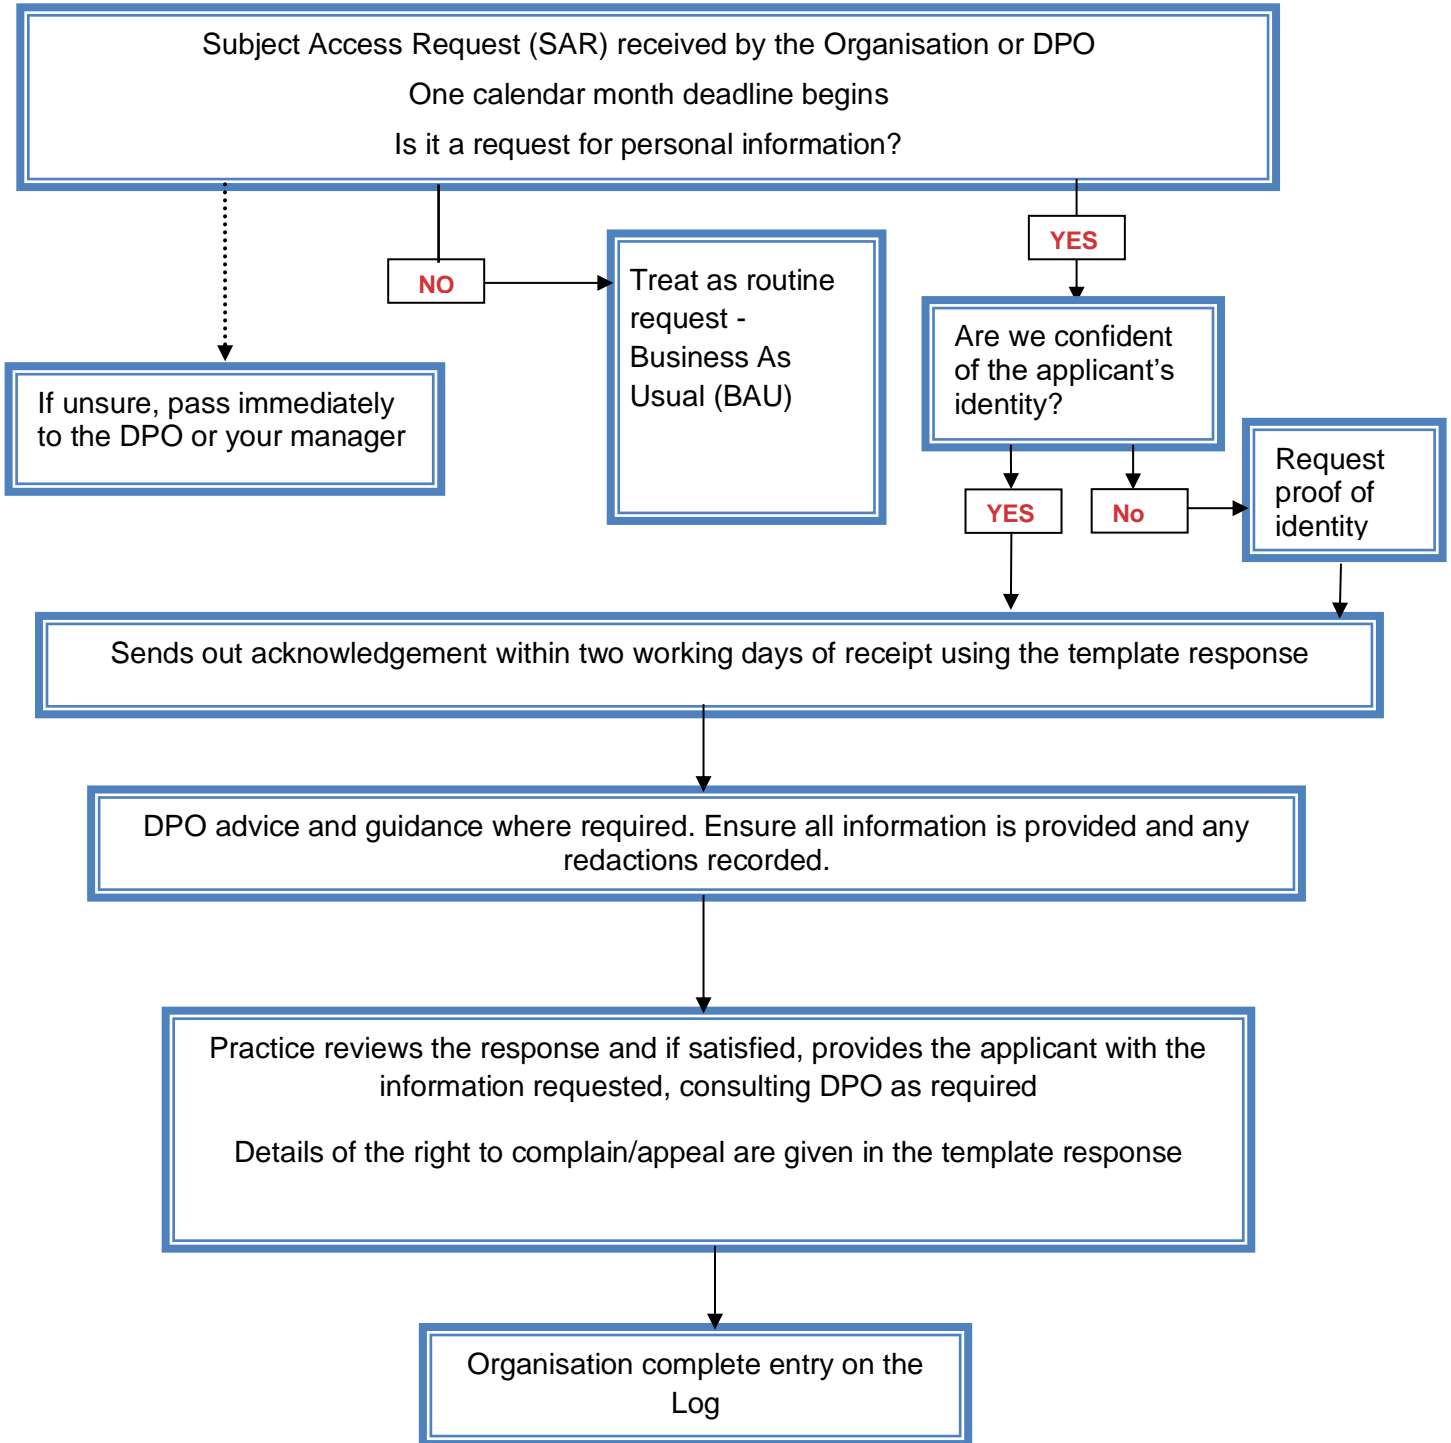 Subject Access Request (SAR) received by the Organisation or DPO
One calendar month deadline begins
Is it a request for personal information?
YES
NO
Treat as routine
request -
Business As
Usual (BAU)
Are we confident
of the applicant’s
identity?
If unsure, pass immediately
to the DPO or your manager
Request
proof of
identity
YES
No
Sends out acknowledgement within two working days of receipt using the template response
DPO advice and guidance where required. Ensure all information is provided and any
redactions recorded.
Practice reviews the response and if satisfied, provides the applicant with the
information requested, consulting DPO as required
Details of the right to complain/appeal are given in the template response
Organisation complete entry on the
Log